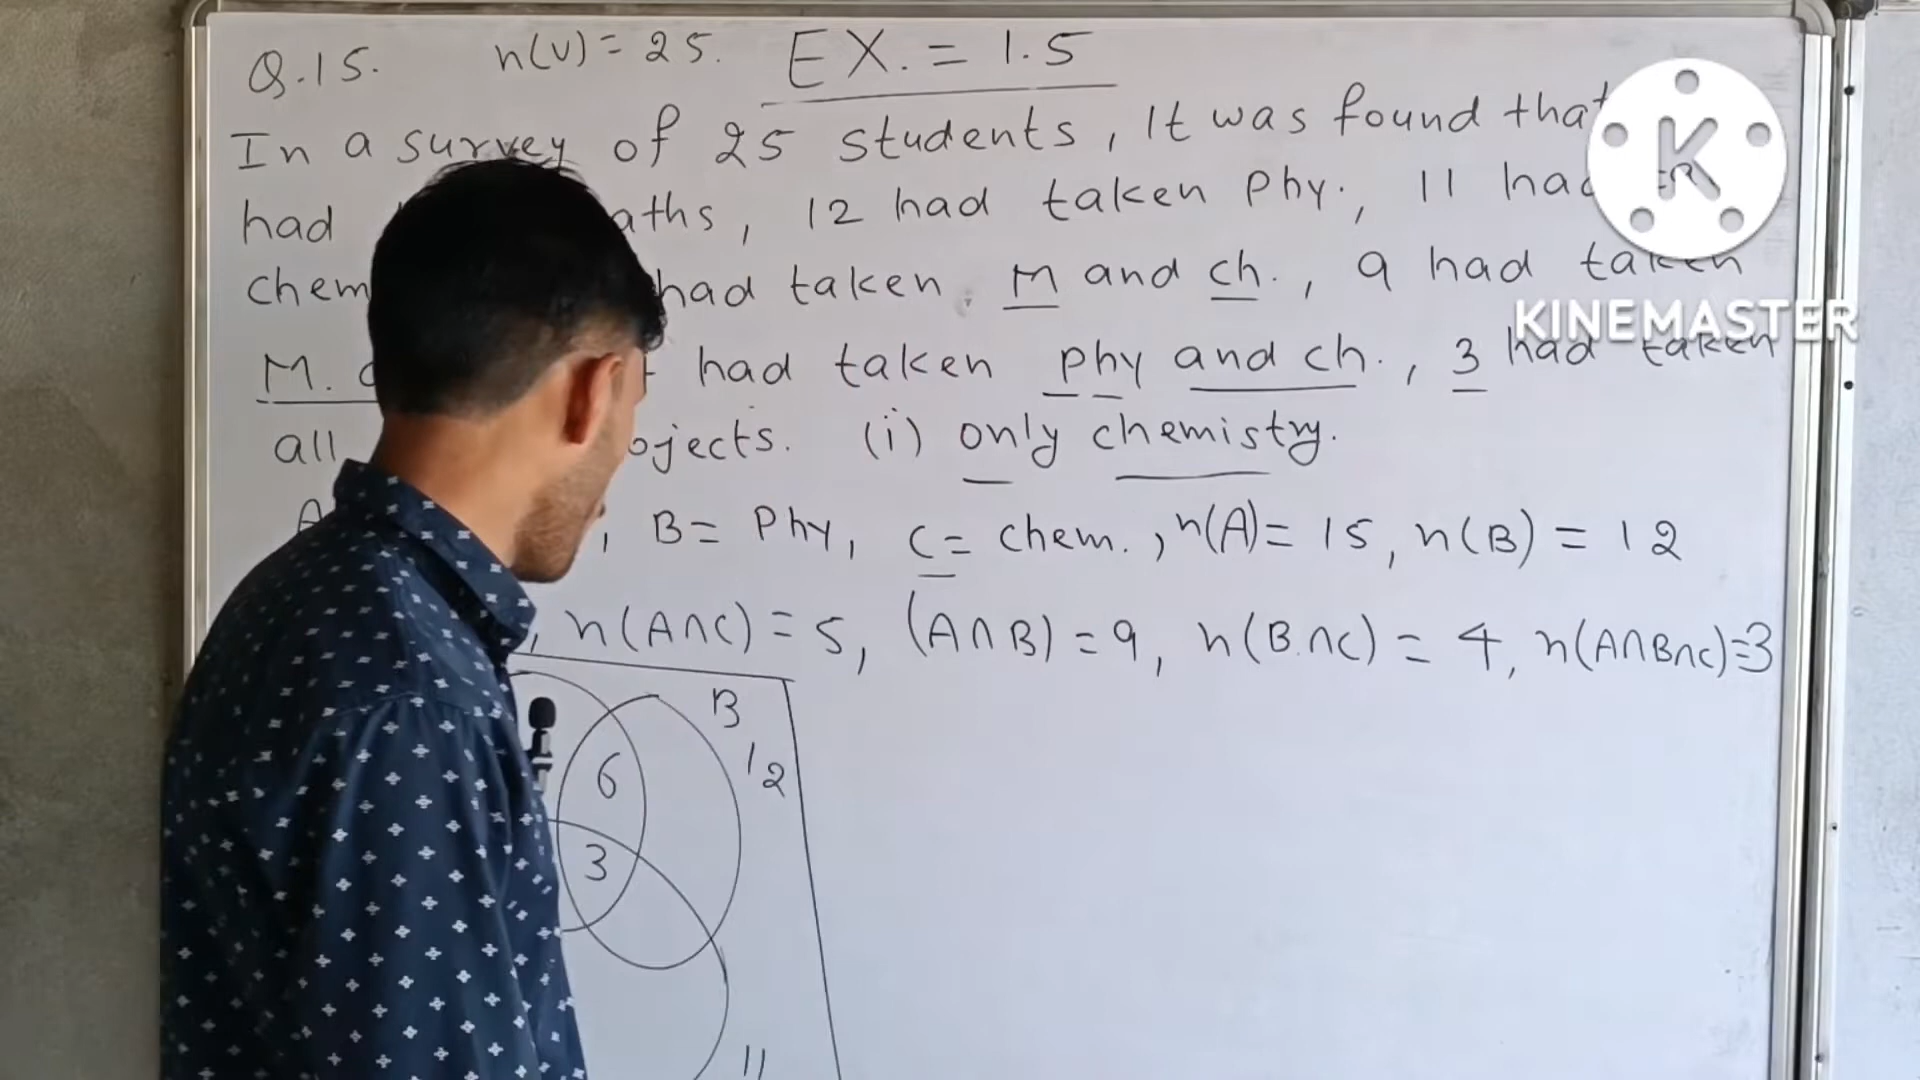 Q.15. n(U) = 25. EX. = 1.5
In a survey of 25 students, It was found that
had aths, 12 had taken Phy., 11 had
chem had taken M and ch., 9 had taken
M. had taken phy and ch., 3 had taken
all bjects. (i) only chemistry.
A , B = Phy, C = chem., n(A) = 15, n(B) = 12
, n(A∩C) = 5, (A∩B) = 9, n(B.∩C) = 4, n(A∩B∩C)=3
B
12
6
3
11
K
KINEMASTER